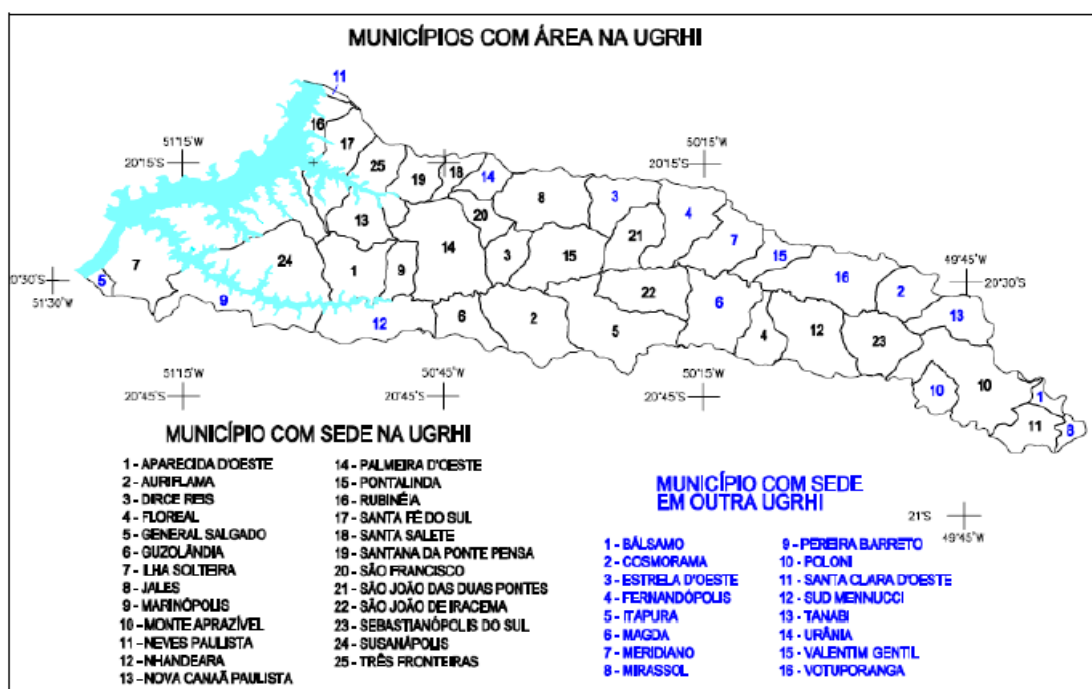 MUNICÍPIOS COM ÁREA NA UGRHI
11
16
17
51°15'W
20°15'S
50°15'W
20°15'S
25
19
18
14
8
3
4
13
20
21
7
15
7
24
14
3
15
16
1
9
22
6
2
49°45'W
20°30'S
5
9
0°30'S
51°30'W
12
6
2
5
4
12
23
13
10
10
1
11
8
51°15'W
20°45'S
50°45'W
20°45'S
50°15'W
20°45'S
21°S
49°45'W
MUNICÍPIO COM SEDE NA UGRHI
1 - APARECIDA D'OESTE
2 - AURIFLAMA
3 - DIRCE REIS
4 - FLOREAL
5 - GENERAL SALGADO
6 - GUZOLÂNDIA
7 - ILHA SOLTEIRA
8 - JALES
9 - MARINÓPOLIS
10 - MONTE APRAZÍVEL
11 - NEVES PAULISTA
12 - NHANDEARA
13 - NOVA CANAÃ PAULISTA
14 - PALMEIRA D'OESTE
15 - PONTALINDA
16 - RUBINÉIA
17 - SANTA FÉ DO SUL
18 - SANTA SALETE
19 - SANTANA DA PONTE PENSA
20 - SÃO FRANCISCO
21 - SÃO JOÃO DAS DUAS PONTES
22 - SÃO JOÃO DE IRACEMA
23 - SEBASTIANÓPOLIS DO SUL
24 - SUSANÁPOLIS
25 - TRÊS FRONTEIRAS
MUNICÍPIO COM SEDE
EM OUTRA UGRHI
1 - BÁLSAMO
2 - COSMORAMA
3 - ESTRELA D'OESTE
4 - FERNANDÓPOLIS
5 - ITAPURA
6 - MAGDA
7 - MERIDIANO
8 - MIRASSOL
9 - PEREIRA BARRETO
10 - POLONI
11 - SANTA CLARA D'OESTE
12 - SUD MENNUCCI
13 - TANABI
14 - URÂNIA
15 - VALENTIM GENTIL
16 - VOTUPORANGA